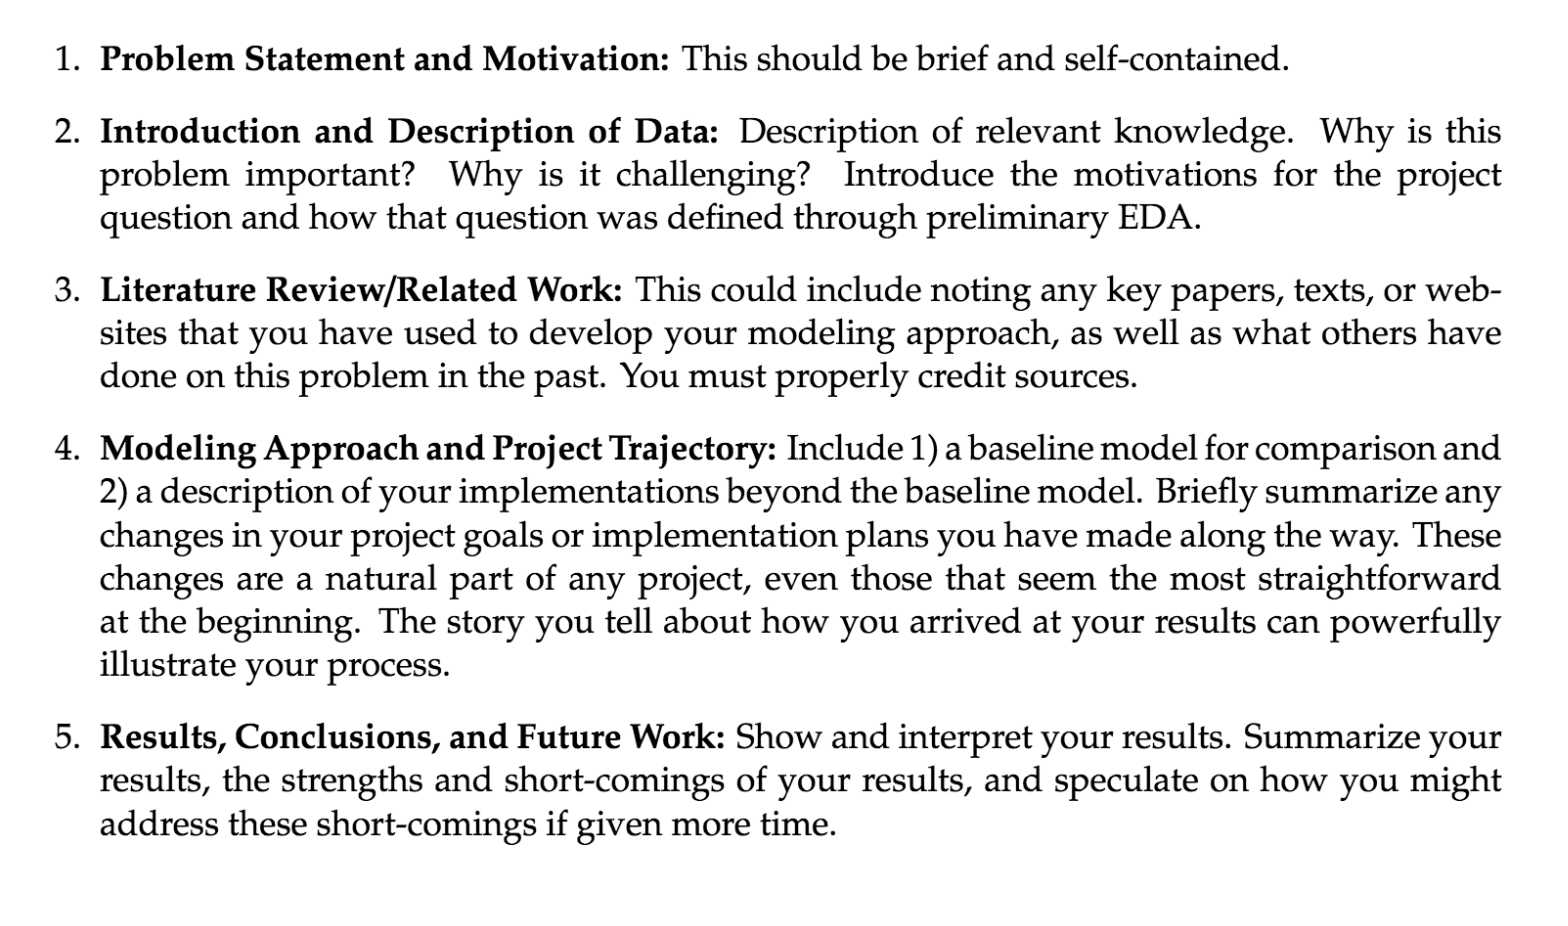 1. Problem Statement and Motivation: This should be brief and self-contained.
2. Introduction and Description of Data: Description of relevant knowledge. Why is this
problem important? Why is it challenging? Introduce the motivations for the project
question and how that question was defined through preliminary EDA.
3. Literature Review/Related Work: This could include noting any key papers, texts, or web-
sites that you have used to develop your modeling approach, as well as what others have
done on this problem in the past. You must properly credit sources.
4. Modeling Approach and Project Trajectory: Include 1) a baseline model for comparison and
2) a description of your implementations beyond the baseline model. Briefly summarize any
changes in your project goals or implementation plans you have made along the way. These
changes are a natural part of any project, even those that seem the most straightforward
at the beginning. The story you tell about how you arrived at your results can powerfully
illustrate your process.
5. Results, Conclusions, and Future Work: Show and interpret your results. Summarize your
results, the strengths and short-comings of your results, and speculate on how you might
address these short-comings if given more time.